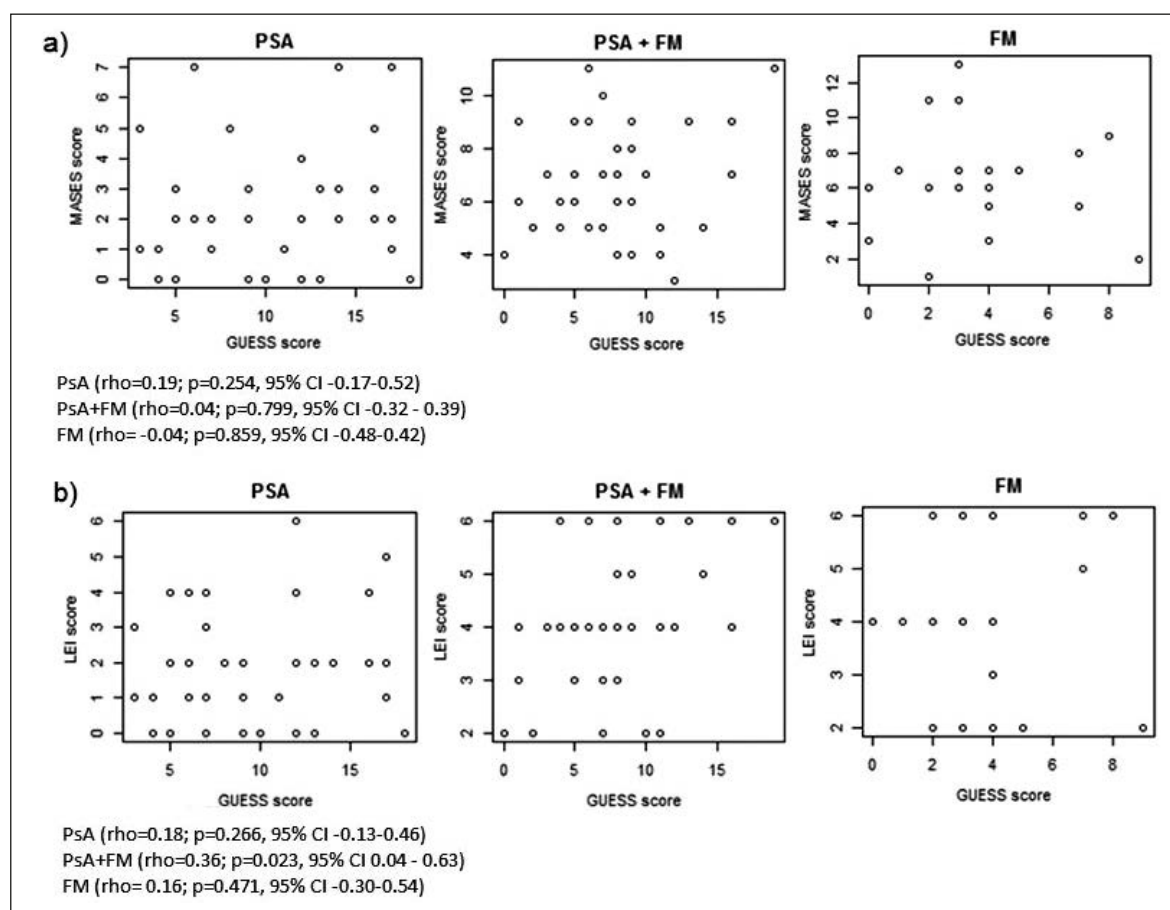 a)
PSA
PSA + FM
FM
MASES score
0 1 2 3 4 5 6 7
5 10 15
GUESS score
MASES score
4 6 8 10
0 5 10 15
GUESS score
MASES score
2 4 6 8 10 12
0 2 4 6 8
GUESS score
PsA (rho=0.19; p=0.254, 95% CI -0.17-0.52)
PsA+FM (rho=0.04; p=0.799, 95% CI -0.32 - 0.39)
FM (rho= -0.04; p=0.859, 95% CI -0.48-0.42)
b)
PSA
PSA + FM
FM
LEI score
0 1 2 3 4 5 6
5 10 15
GUESS score
LEI score
2 3 4 5 6
0 5 10 15
GUESS score
LEI score
2 3 4 5 6
0 2 4 6 8
GUESS score
PsA (rho=0.18; p=0.266, 95% CI -0.13-0.46)
PsA+FM (rho=0.36; p=0.023, 95% CI 0.04 - 0.63)
FM (rho= 0.16; p=0.471, 95% CI -0.30-0.54)